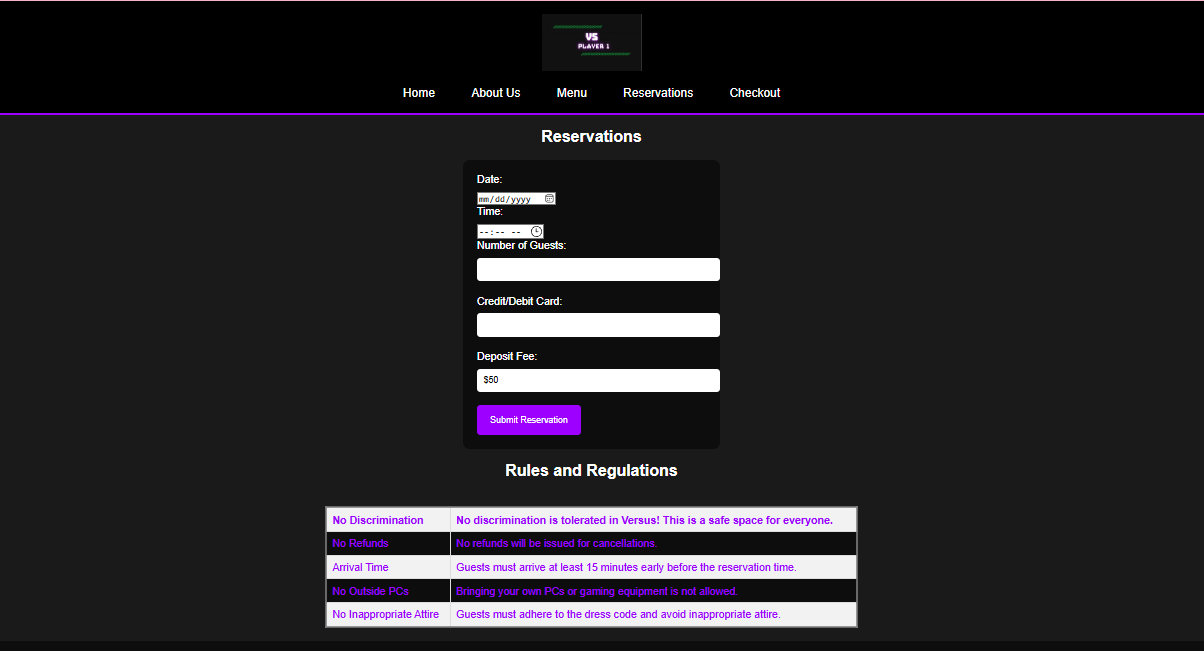 VS
PLAYER 1
Home About Us Menu Reservations Checkout
Reservations
Date:
mm/dd/yyyy
Time:
--:-- --
Number of Guests:
Credit/Debit Card:
Deposit Fee:
$50
Submit Reservation
Rules and Regulations
No Discrimination No discrimination is tolerated in Versus! This is a safe space for everyone.
No Refunds No refunds will be issued for cancellations.
Arrival Time Guests must arrive at least 15 minutes early before the reservation time.
No Outside PCs Bringing your own PCs or gaming equipment is not allowed.
No Inappropriate Attire Guests must adhere to the dress code and avoid inappropriate attire.